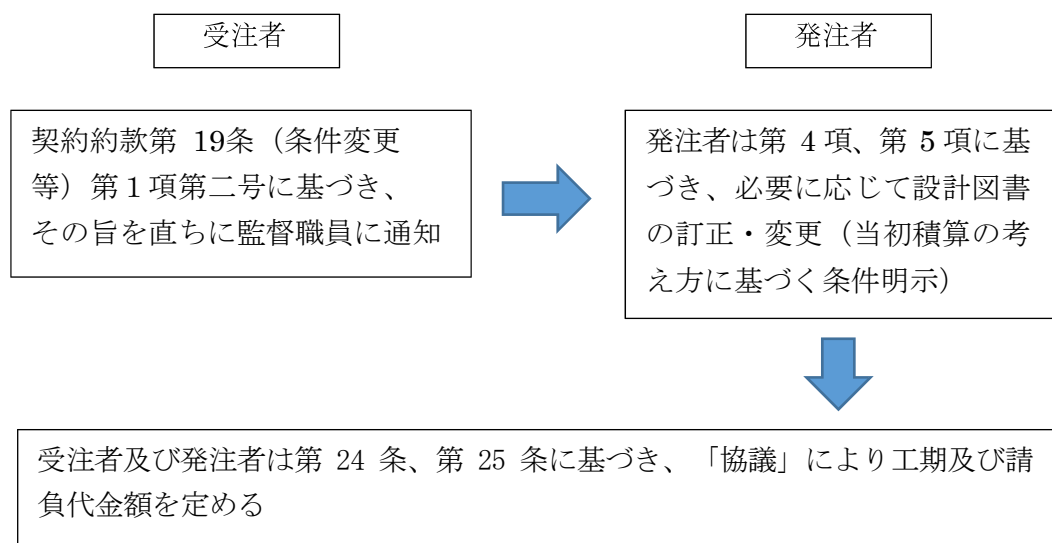 受注者
発注者
契約約款第 19条（条件変更
等）第１項第二号に基づき、
その旨を直ちに監督職員に通知
発注者は第 4 項、第 5 項に基
づき、必要に応じて設計図書
の訂正・変更（当初積算の考
え方に基づく条件明示）
受注者及び発注者は第 24 条、第 25 条に基づき、「協議」により工期及び請
負代金額を定める